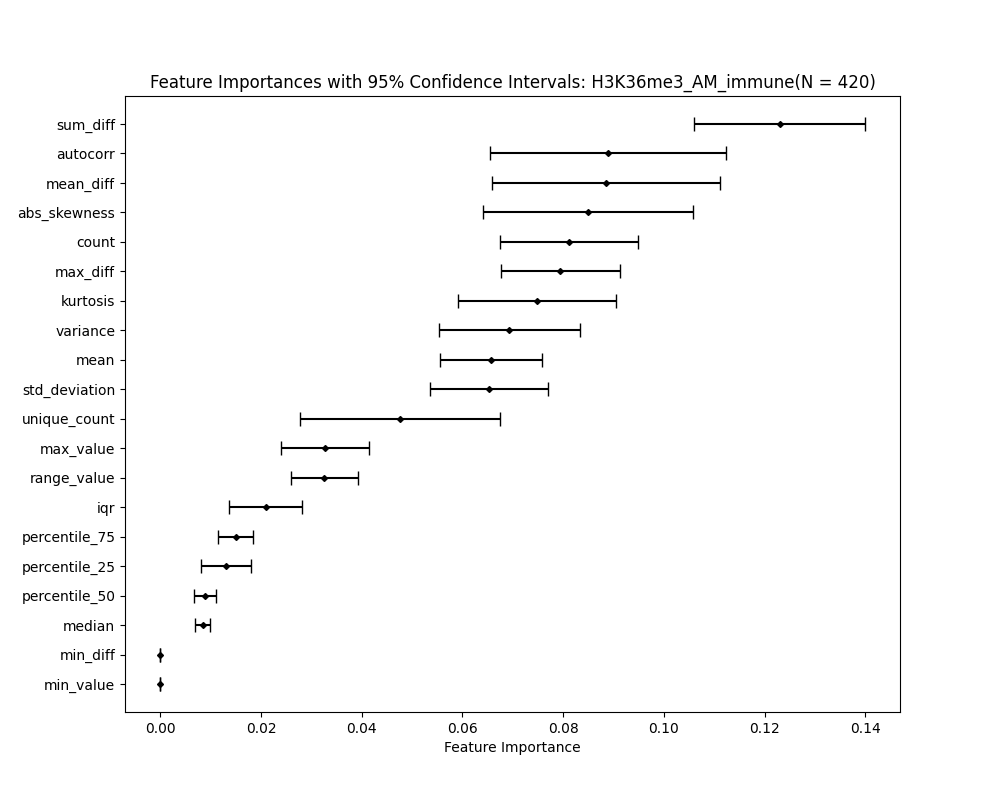 Feature Importances with 95% Confidence Intervals: H3K36me3_AM_immune(N = 420)
sum_diff
autocorr
mean_diff
abs_skewness
count
max_diff
kurtosis
variance
mean
std_deviation
unique_count
max_value
range_value
iqr
percentile_75
percentile_25
percentile_50
median
min_diff
min_value
0.00 0.02 0.04 0.06 0.08 0.10 0.12 0.14
Feature Importance